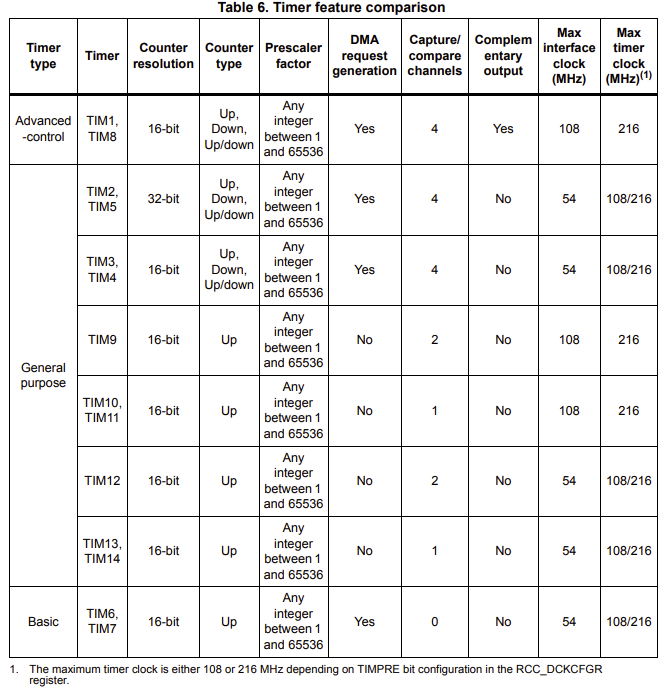 Table 6. Timer feature comparison
Timer type | Timer | Counter resolution | Counter type | Prescaler factor | DMA request generation | Capture/ compare channels | Complem entary output | Max interface clock (MHz) | Max timer clock (MHz)(1)
Advanced -control | TIM1, TIM8 | 16-bit | Up, Down, Up/down | Any integer between 1 and 65536 | Yes | 4 | Yes | 108 | 216
General purpose | TIM2, TIM5 | 32-bit | Up, Down, Up/down | Any integer between 1 and 65536 | Yes | 4 | No | 54 | 108/216
TIM3, TIM4 | 16-bit | Up, Down, Up/down | Any integer between 1 and 65536 | Yes | 4 | No | 54 | 108/216
TIM9 | 16-bit | Up | Any integer between 1 and 65536 | No | 2 | No | 108 | 216
TIM10, TIM11 | 16-bit | Up | Any integer between 1 and 65536 | No | 1 | No | 108 | 216
TIM12 | 16-bit | Up | Any integer between 1 and 65536 | No | 2 | No | 54 | 108/216
TIM13, TIM14 | 16-bit | Up | Any integer between 1 and 65536 | No | 1 | No | 54 | 108/216
Basic | TIM6, TIM7 | 16-bit | Up | Any integer between 1 and 65536 | Yes | 0 | No | 54 | 108/216
1. The maximum timer clock is either 108 or 216 MHz depending on TIMPRE bit configuration in the RCC_DCKCFGR
register.